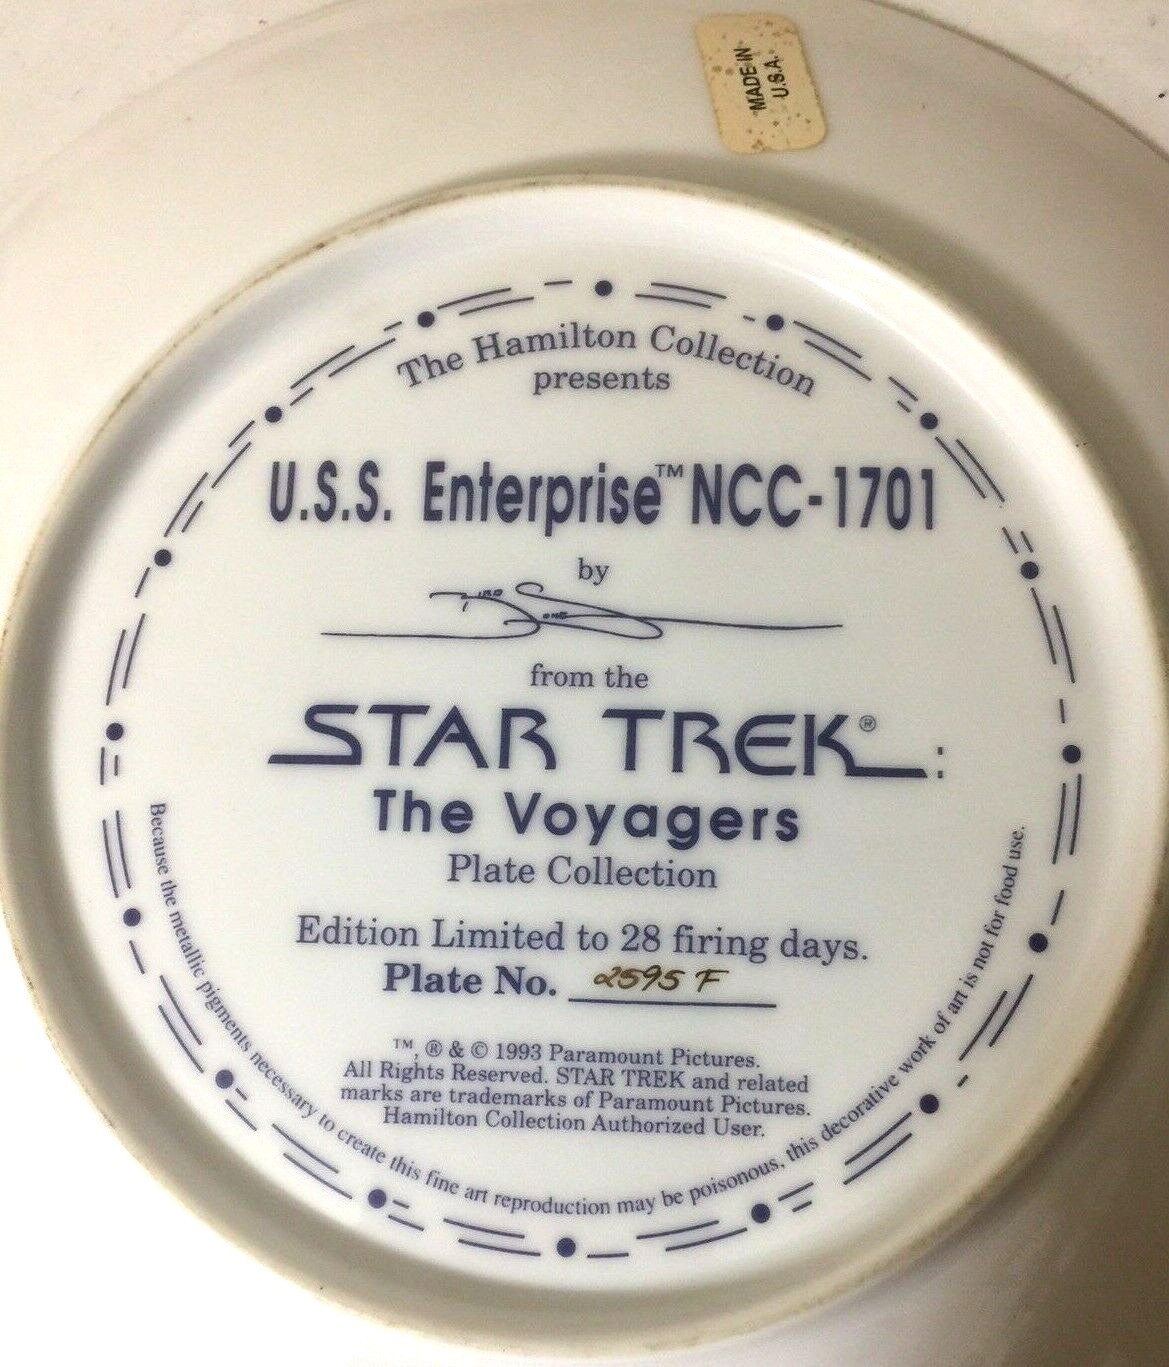 MADE IN
U.S.A.
The Hamilton Collection
presents
U.S.S. Enterprise™ NCC-1701
by
from the
STAR TREK®:
The Voyagers
Plate Collection
Edition Limited to 28 firing days.
Plate No. 2595 F
™, ® & © 1993 Paramount Pictures.
All Rights Reserved. STAR TREK and related
marks are trademarks of Paramount Pictures.
Hamilton Collection Authorized User.
Because the metallic pigments necessary to create this fine art reproduction may be poisonous, this decorative work of art is not for food use.